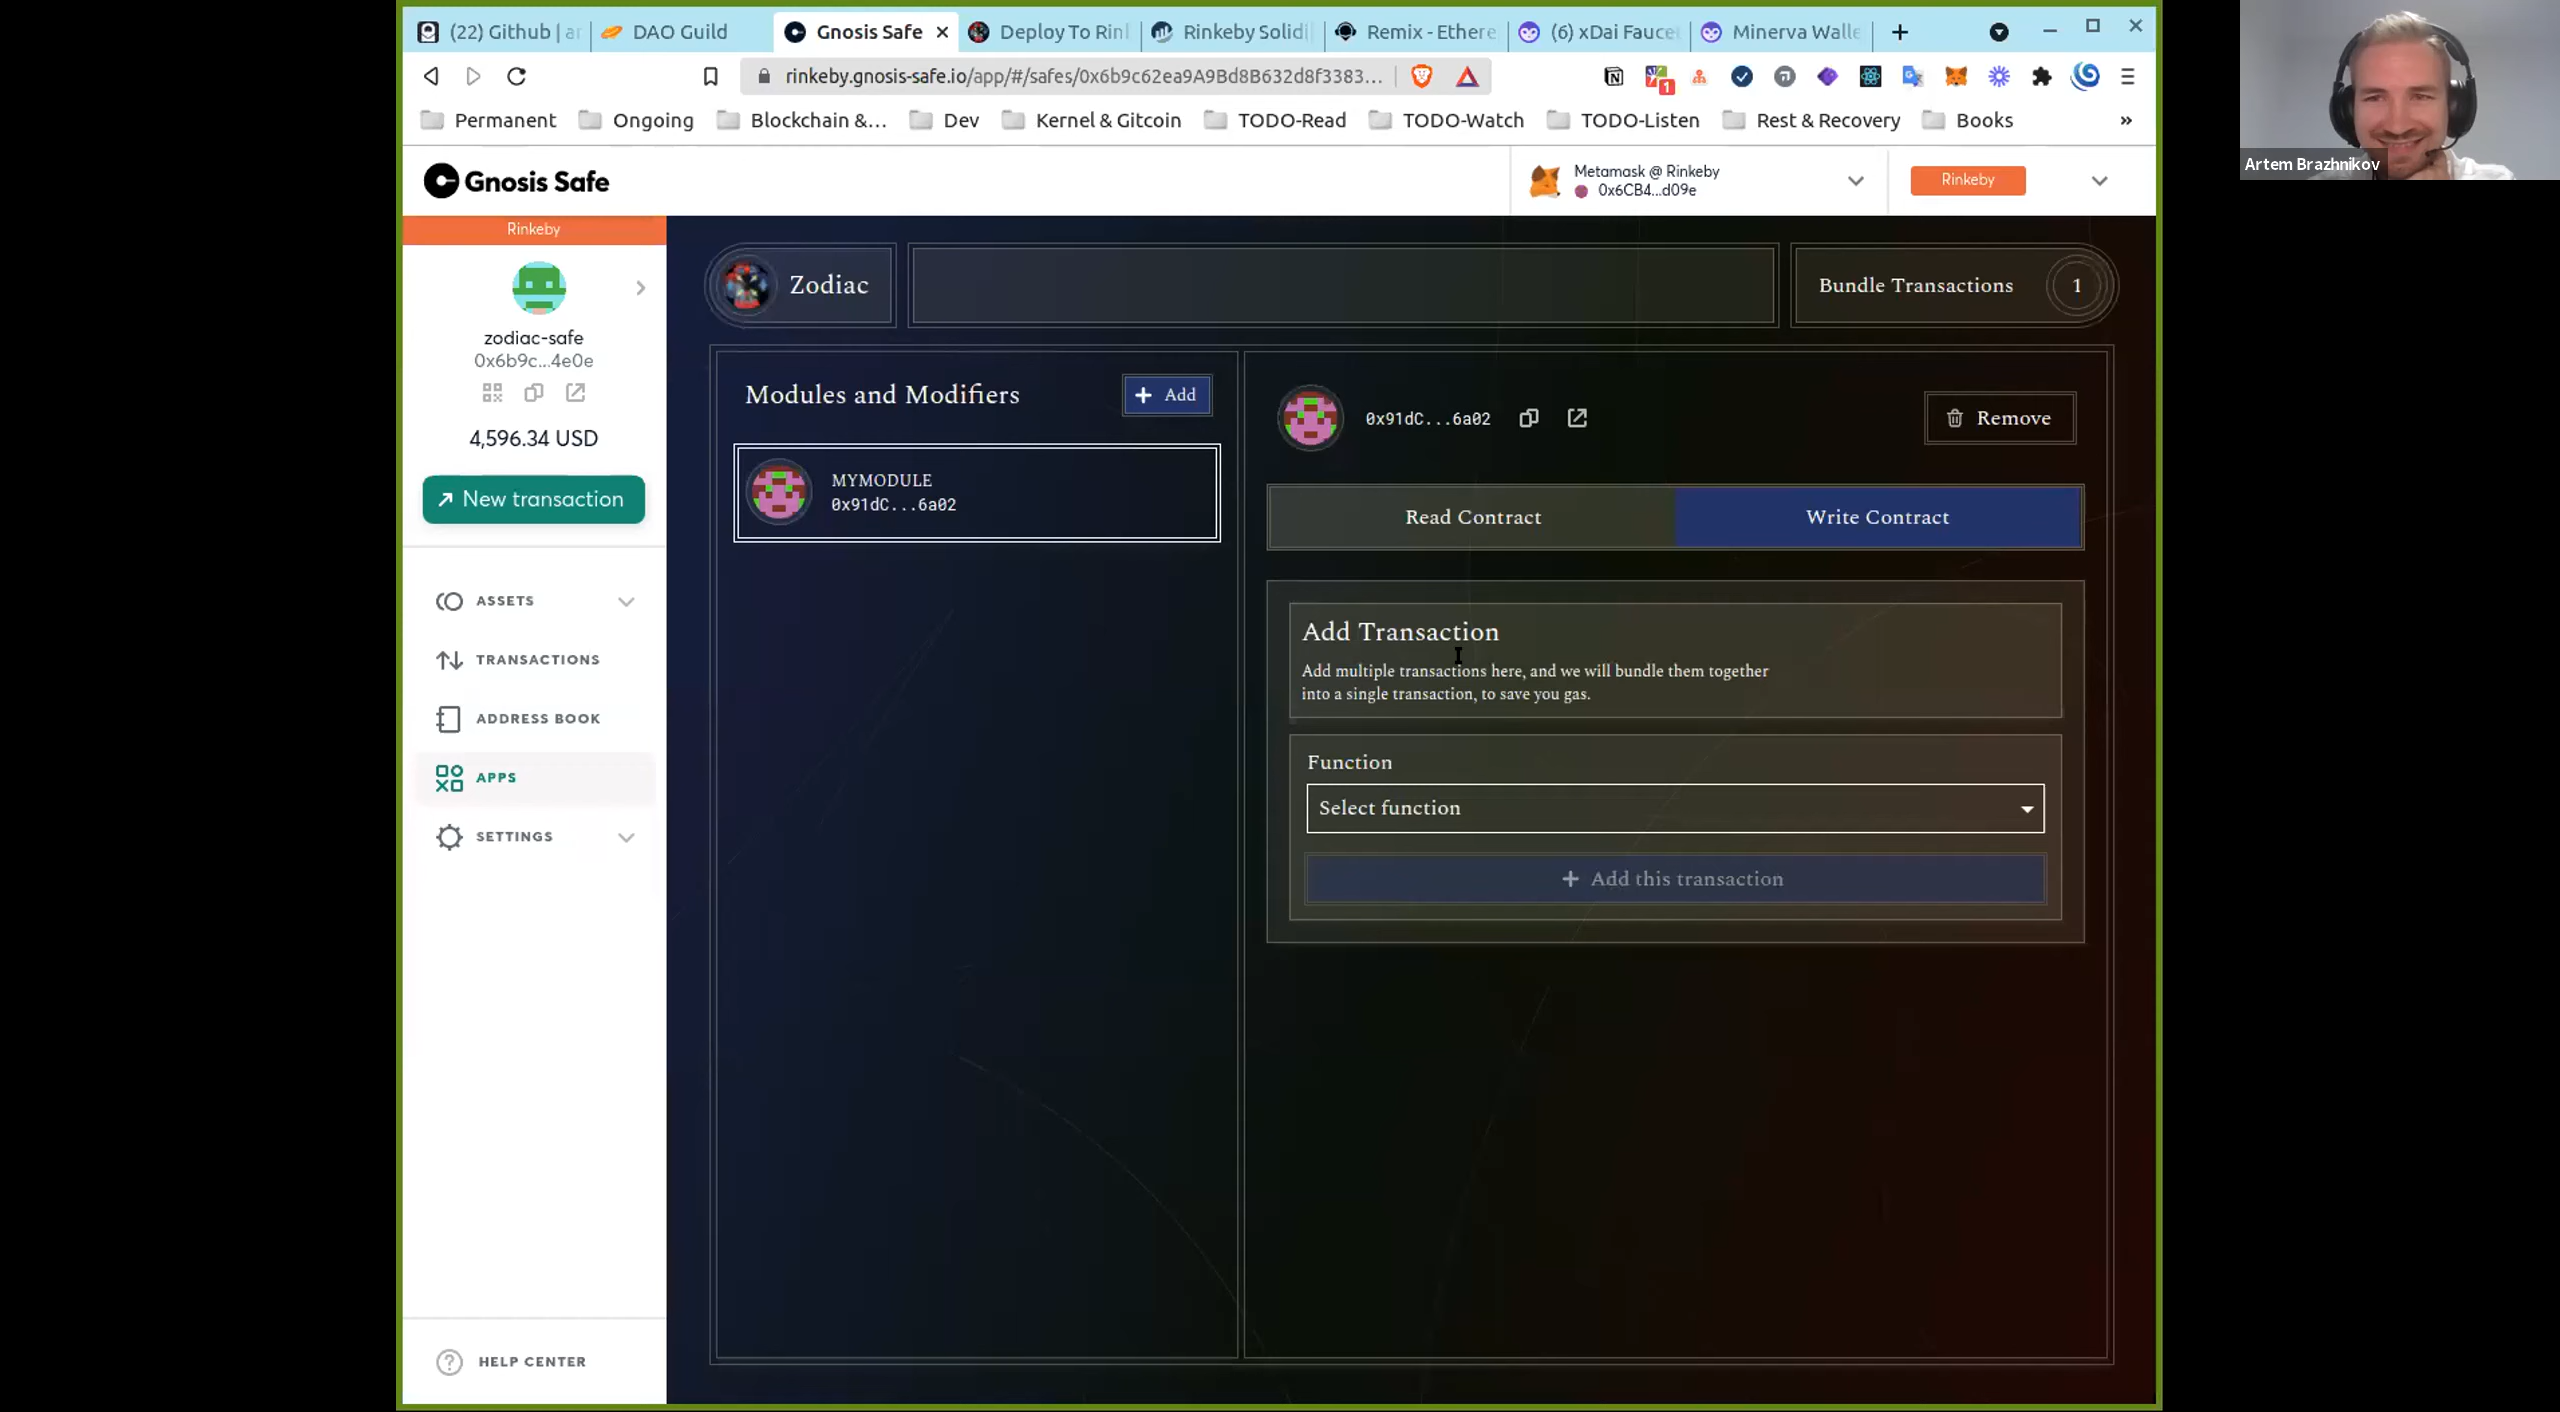 (22) Github | ar
DAO Guild
Gnosis Safe
Deploy To Rin
Rinkeby Solidi
Remix - Ethere
(6) xDai Fauce
Minerva Walle
rinkeby.gnosis-safe.io/app/#/safes/0x6b9c62ea9A9Bd8B632d8f3383...
1
Permanent
Ongoing
Blockchain &...
Dev
Kernel & Gitcoin
TODO-Read
TODO-Watch
TODO-Listen
Rest & Recovery
Books
»
Artem Brazhnikov
Gnosis Safe
Metamask @ Rinkeby
0x6CB4...d09e
Rinkeby
Rinkeby
zodiac-safe
0x6b9c...4e0e
4,596.34 USD
New transaction
ASSETS
TRANSACTIONS
ADDRESS BOOK
APPS
SETTINGS
HELP CENTER
Zodiac
Bundle Transactions 1
Modules and Modifiers
+ Add
MYMODULE
0x91dC...6a02
0x91dC...6a02
Remove
Read Contract
Write Contract
Add Transaction
Add multiple transactions here, and we will bundle them together
into a single transaction, to save you gas.
Function
Select function
+ Add this transaction